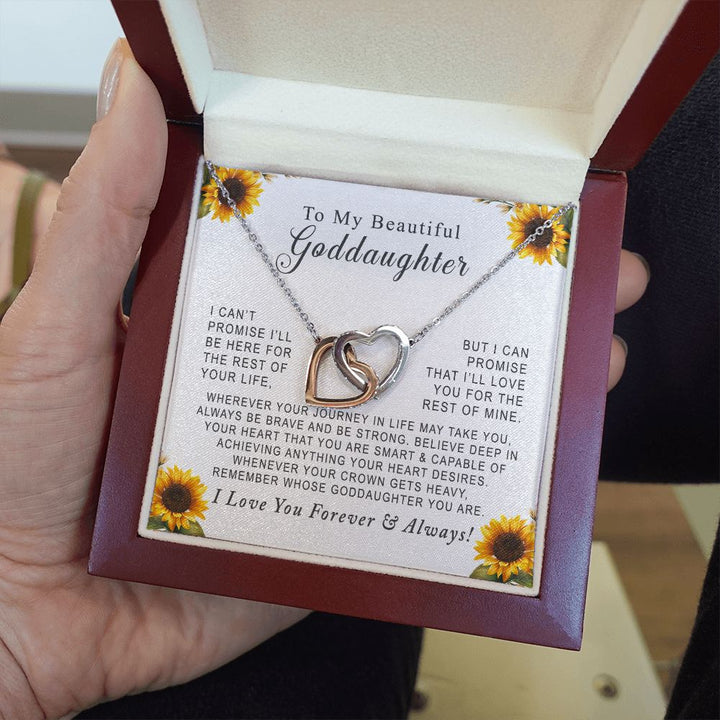 To My Beautiful
Goddaughter
I CAN'T
PROMISE I'LL
BE HERE FOR
THE REST OF
YOUR LIFE,
BUT I CAN
PROMISE
THAT I'LL LOVE
YOU FOR THE
REST OF MINE.
WHEREVER YOUR JOURNEY IN LIFE MAY TAKE YOU,
ALWAYS BE BRAVE AND BE STRONG. BELIEVE DEEP IN
YOUR HEART THAT YOU ARE SMART & CAPABLE OF
ACHIEVING ANYTHING YOUR HEART DESIRES.
WHENEVER YOUR CROWN GETS HEAVY,
REMEMBER WHOSE GODDAUGHTER YOU ARE.
I Love You Forever & Always!